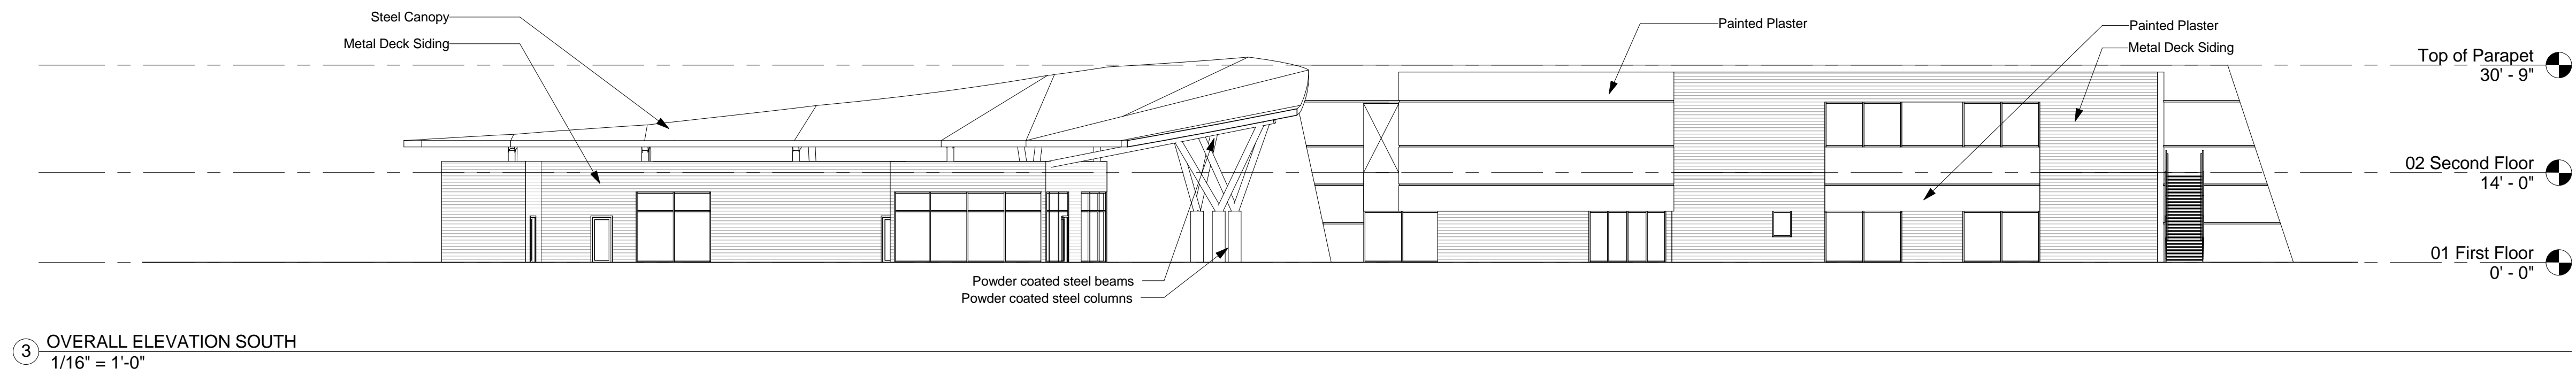 Steel Canopy
Metal Deck Siding
Painted Plaster
Painted Plaster
Metal Deck Siding
Top of Parapet
30' - 9"
02 Second Floor
14' - 0"
01 First Floor
0' - 0"
Powder coated steel beams
Powder coated steel columns
3
OVERALL ELEVATION SOUTH
1/16" = 1'-0"